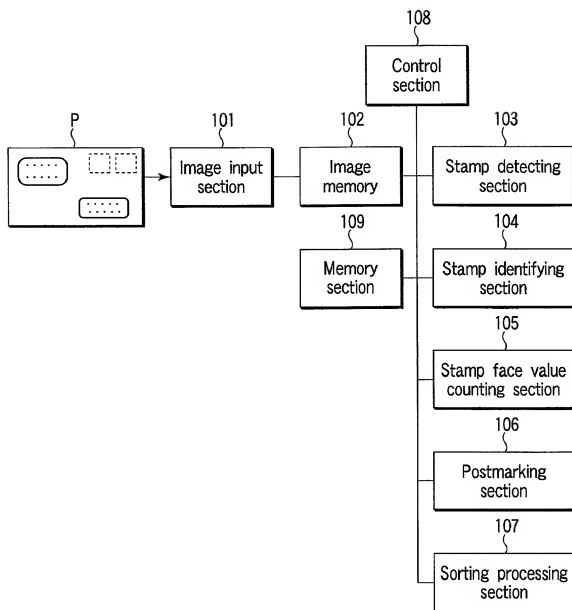 108
Control
section
P
101
102
103
Image input
section
Image
memory
Stamp detecting
section
109
104
Memory
section
Stamp identifying
section
105
Stamp face value
counting section
106
Postmarking
section
107
Sorting processing
section